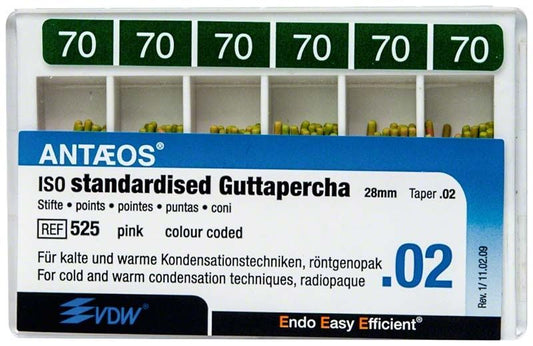 70 70 70 70 70 70
ANTÆOS®
ISO standardised Guttapercha 28mm Taper .02
Stifte • points • pointes • puntas • coni
REF 525 pink colour coded
Für kalte und warme Kondensationstechniken, röntgenopak
For cold and warm condensation techniques, radiopaque
.02
Rev. 1/ 11.02.09
VDW®
Endo Easy Efficient®